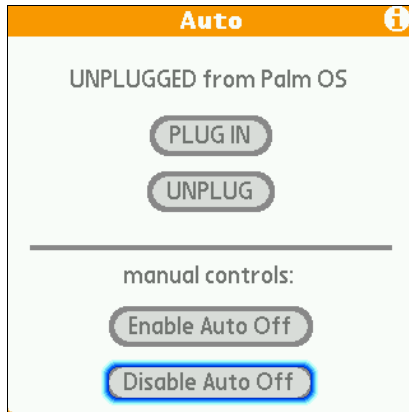 Auto
UNPLUGGED from Palm OS
PLUG IN
UNPLUG
manual controls:
Enable Auto Off
Disable Auto Off